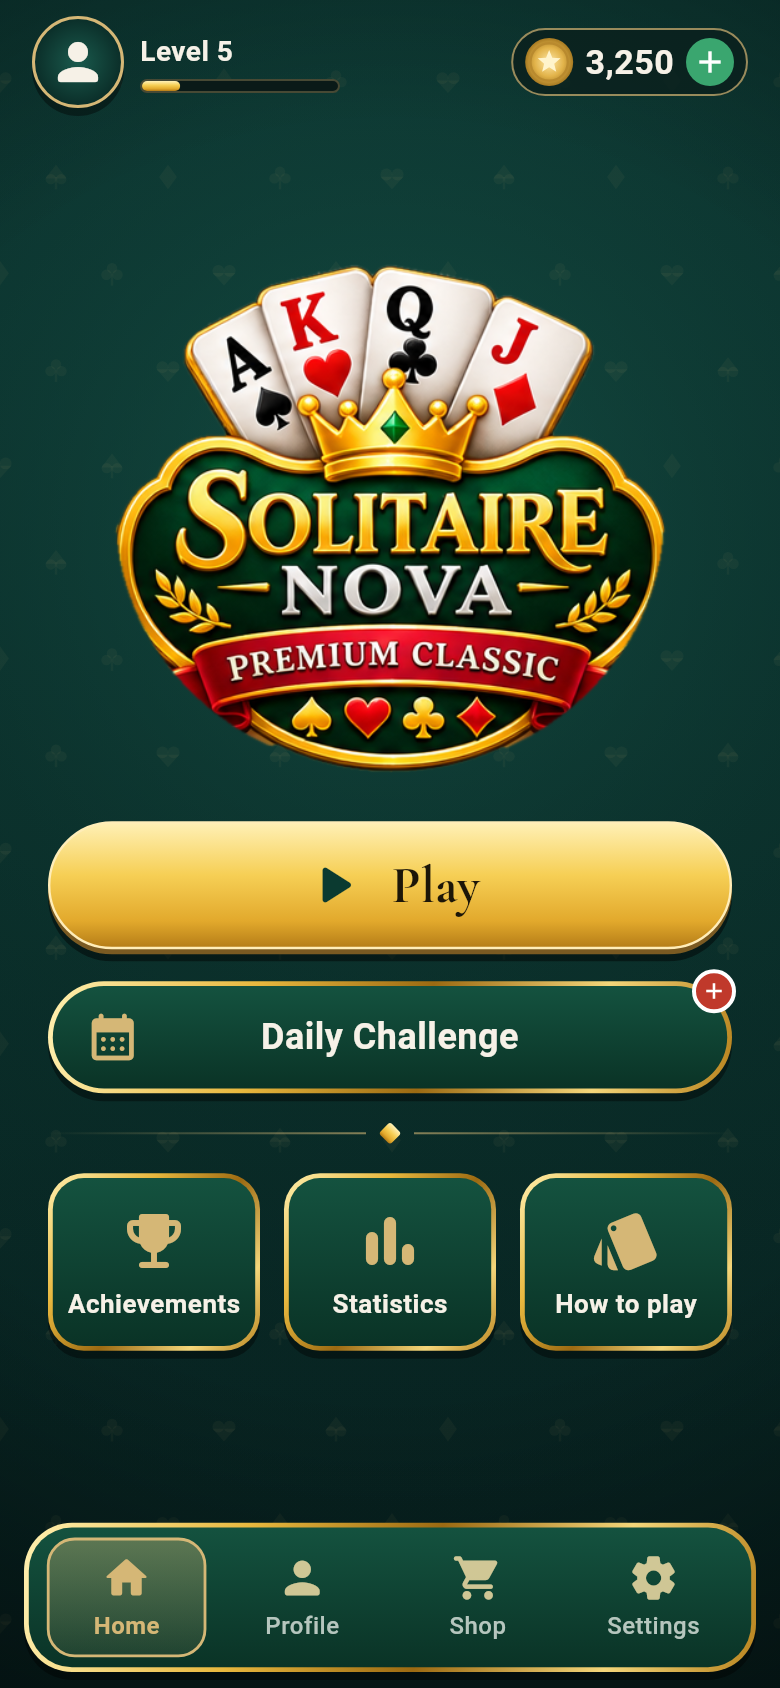 Level 5
3,250
A
K
Q
J
SOLITAIRE
NOVA
PREMIUM CLASSIC
Play
Daily Challenge
Achievements
Statistics
How to play
Home
Profile
Shop
Settings